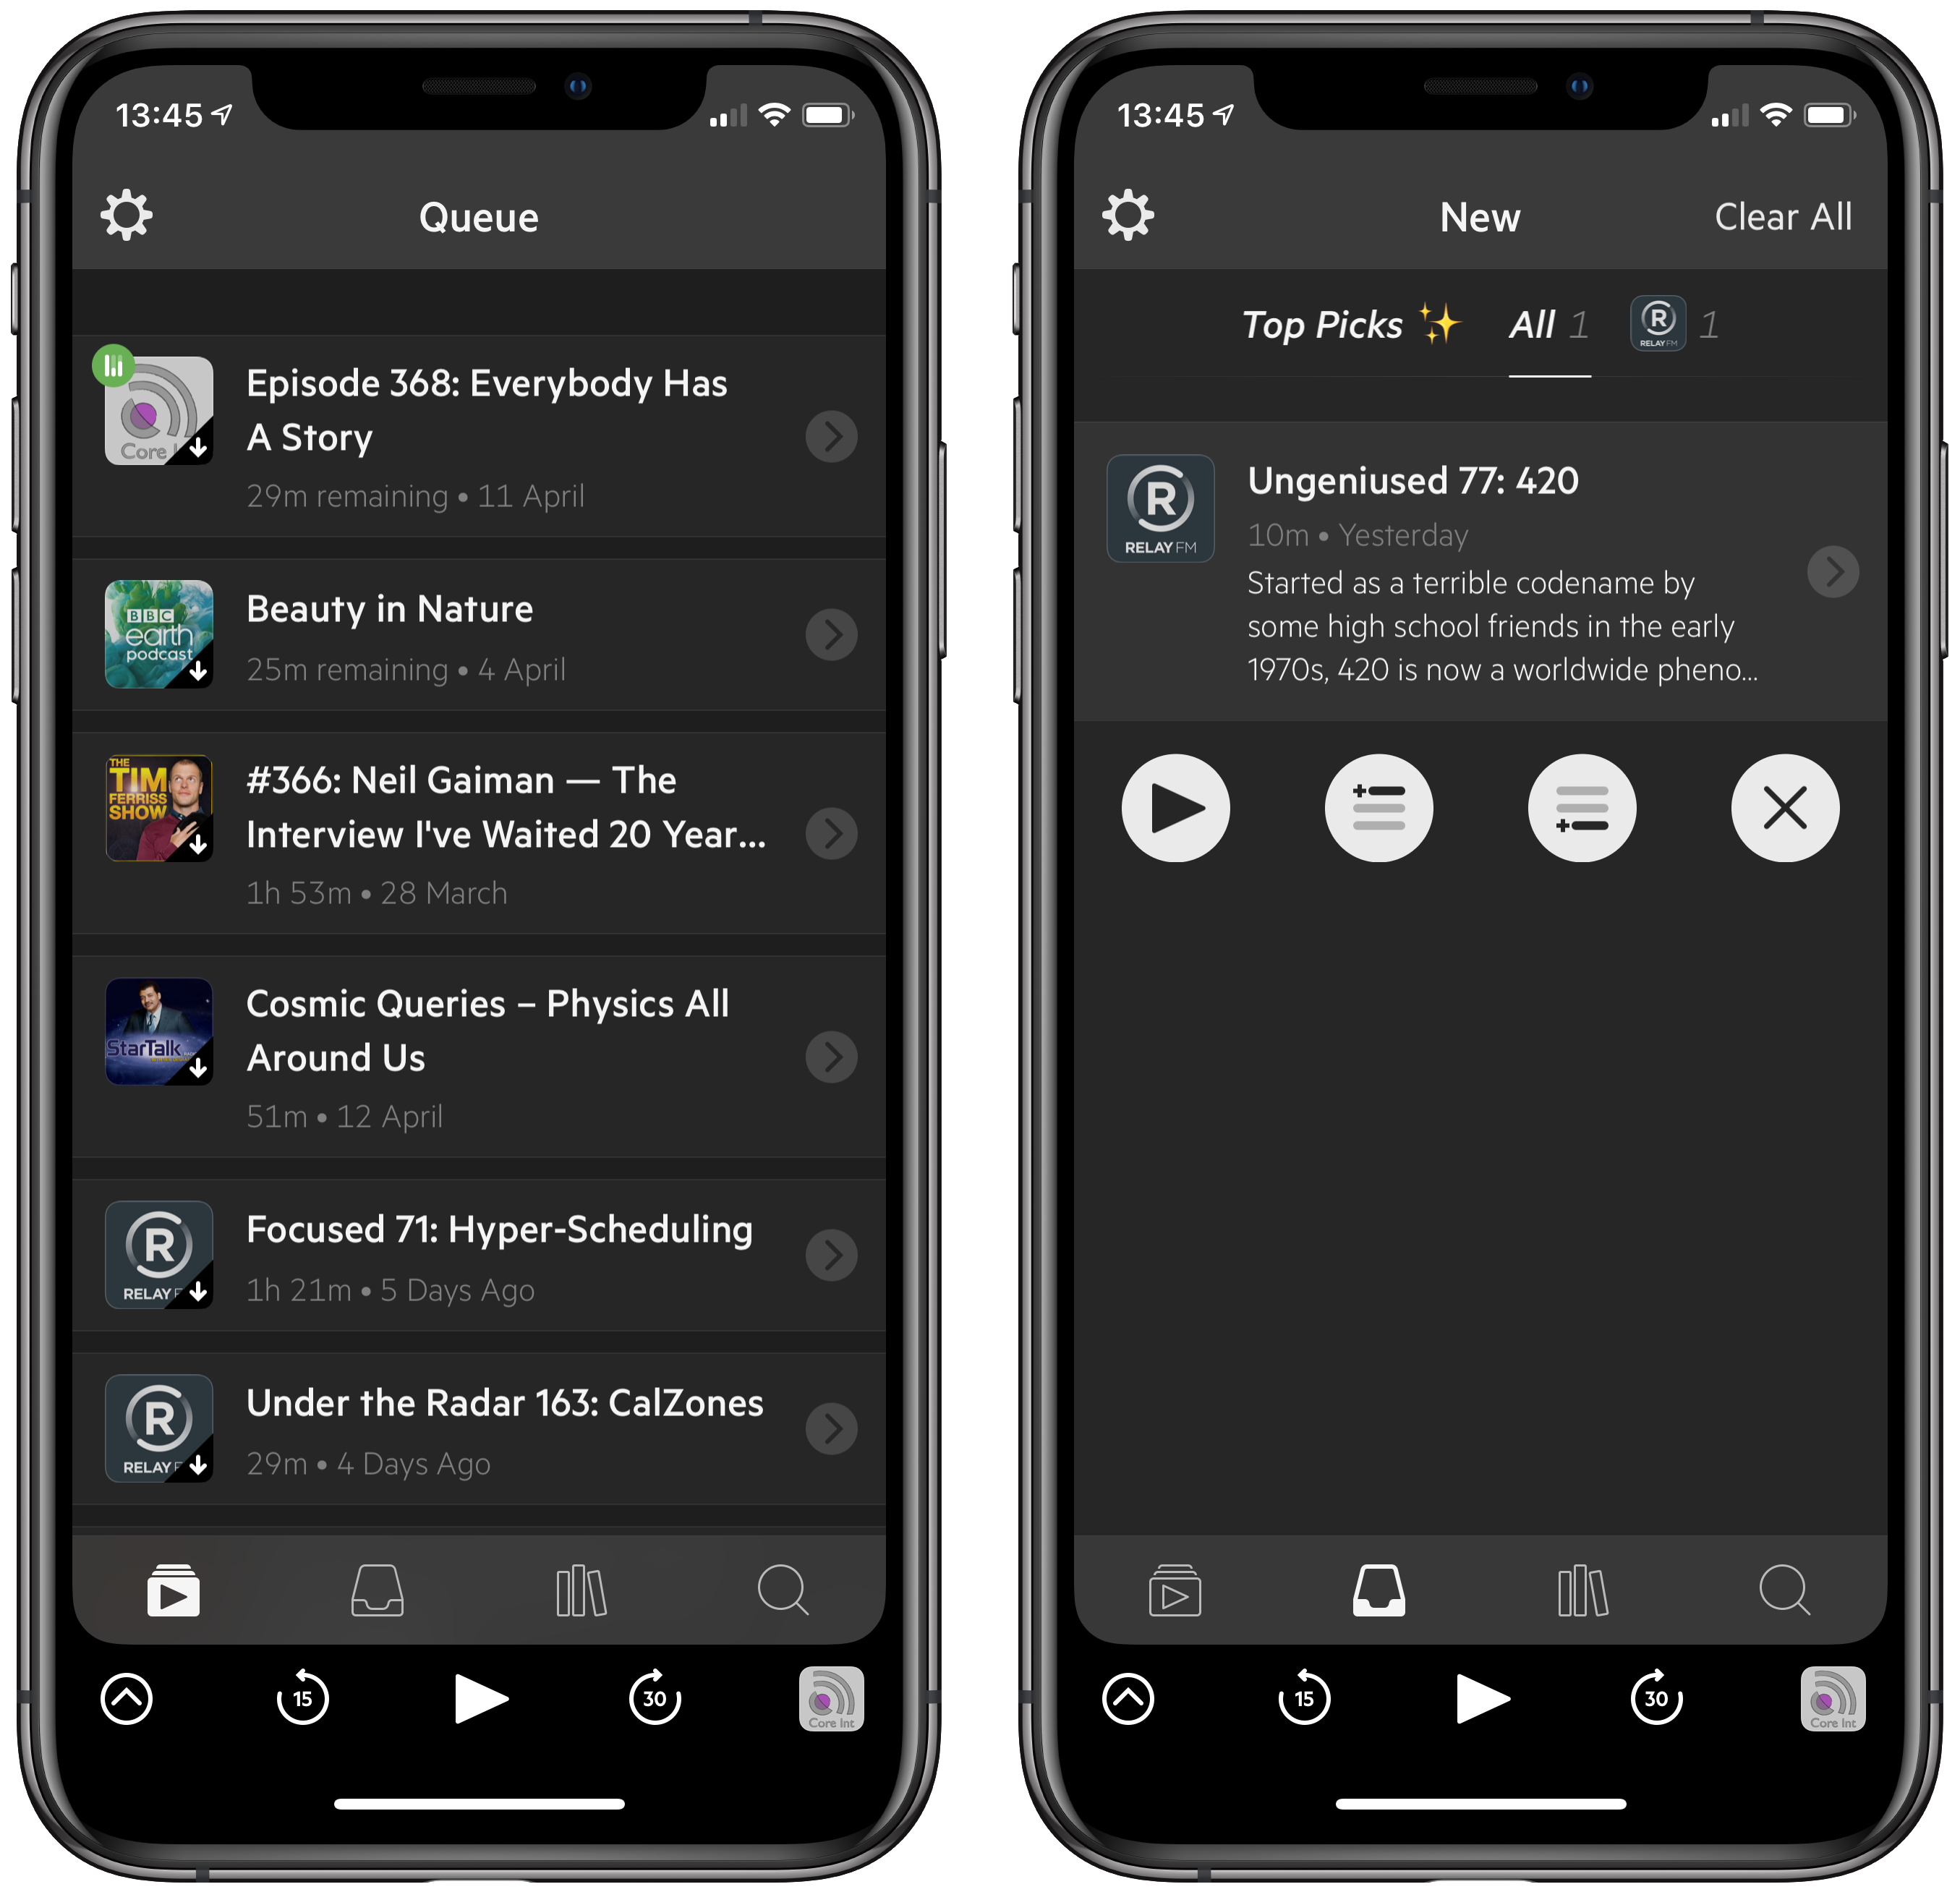 13:45
Queue
Episode 368: Everybody Has
A Story
Core I
29m remaining • 11 April
BBC
earth
podcast
Beauty in Nature
25m remaining • 4 April
THE
TIM
FERRISS
SHOW
#366: Neil Gaiman — The
Interview I've Waited 20 Year...
1h 53m • 28 March
StarTalk
Cosmic Queries – Physics All
Around Us
51m • 12 April
R
RELAY F
Focused 71: Hyper-Scheduling
1h 21m • 5 Days Ago
R
RELAY F
Under the Radar 163: CalZones
29m • 4 Days Ago
15
30
Core Int
13:45
New
Clear All
Top Picks ✨
All 1
R
RELAY FM
1
R
RELAY FM
Ungeniused 77: 420
10m • Yesterday
Started as a terrible codename by
some high school friends in the early
1970s, 420 is now a worldwide pheno...
15
30
Core Int